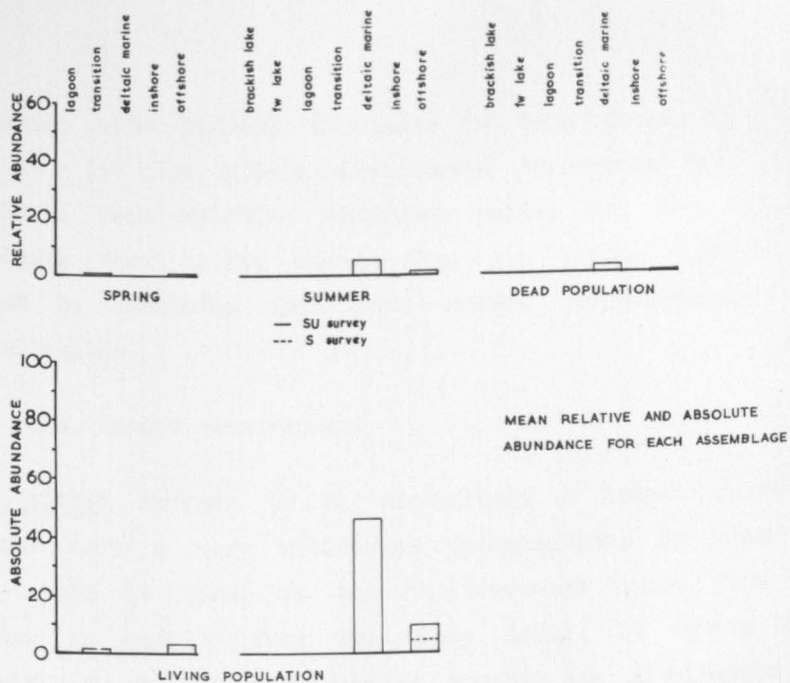 lagoon
transition
deltaic marine
inshore
offshore
brackish lake
fw lake
lagoon
transition
deltaic marine
inshore
offshore
brackish lake
fw lake
lagoon
transition
deltaic marine
inshore
offshore
RELATIVE ABUNDANCE
60
40
20
0
SPRING
SUMMER
DEAD POPULATION
SU survey
S survey
ABSOLUTE ABUNDANCE
100
80
60
40
20
0
MEAN RELATIVE AND ABSOLUTE
ABUNDANCE FOR EACH ASSEMBLAGE
LIVING POPULATION